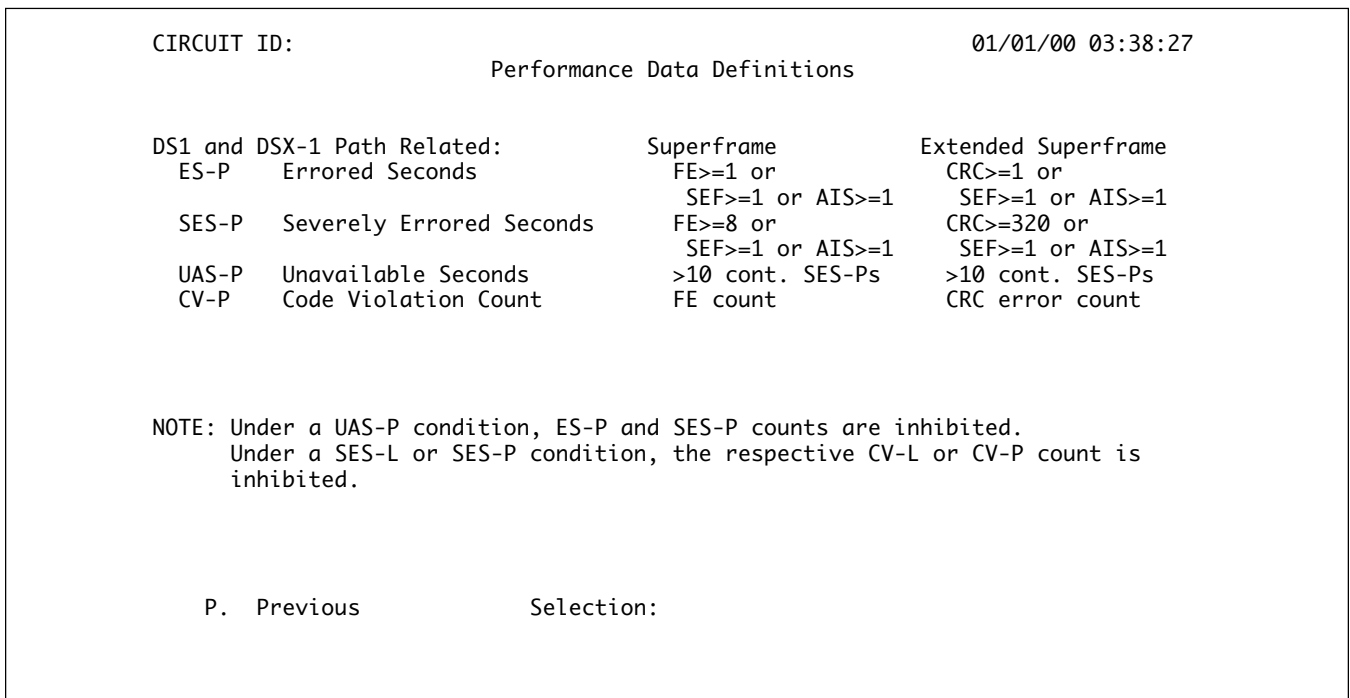 CIRCUIT ID: 01/01/00 03:38:27
Performance Data Definitions
DS1 and DSX-1 Path Related: Superframe Extended Superframe
ES-P Errored Seconds FE>=1 or CRC>=1 or
SEF>=1 or AIS>=1 SEF>=1 or AIS>=1
SES-P Severely Errored Seconds FE>=8 or CRC>=320 or
SEF>=1 or AIS>=1 SEF>=1 or AIS>=1
UAS-P Unavailable Seconds >10 cont. SES-Ps >10 cont. SES-Ps
CV-P Code Violation Count FE count CRC error count
NOTE: Under a UAS-P condition, ES-P and SES-P counts are inhibited.
Under a SES-L or SES-P condition, the respective CV-L or CV-P count is
inhibited.
P. Previous Selection: